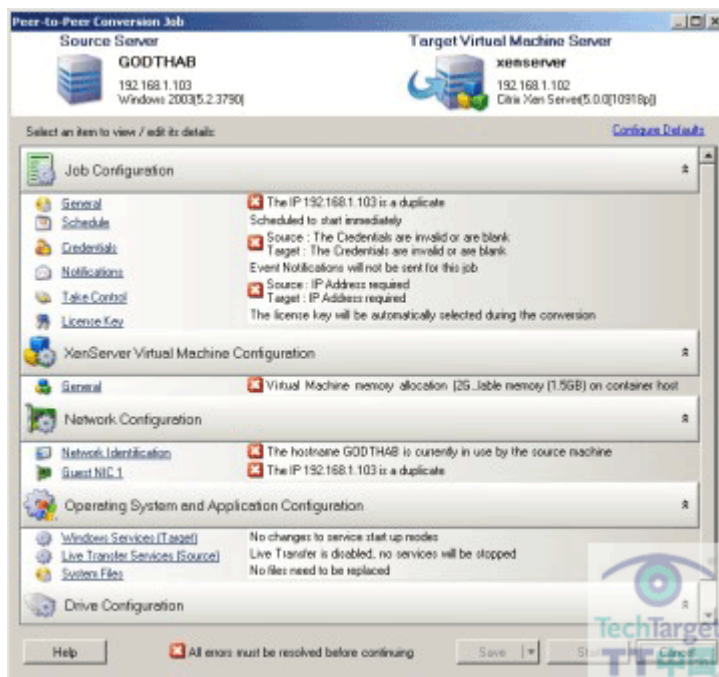 Peer-to-Peer Conversion Job
Source Server
GODTHAB
192.168.1.103
Windows 2003(5.2.3790)
Target Virtual Machine Server
xenserver
192.168.1.102
Citrix Xen Server(5.0.0[10918p])
Select an item to view / edit its details:
Configure Defaults
Job Configuration
General
The IP 192.168.1.103 is a duplicate
Schedule
Scheduled to start immediately
Credentials
Source : The Credentials are invalid or are blank
Target : The Credentials are invalid or are blank
Notifications
Event Notifications will not be sent for this job
Take Control
Source : IP Address required
Target : IP Address required
License Key
The license key will be automatically selected during the conversion
XenServer Virtual Machine Configuration
General
Virtual Machine memory allocation (2G...lable memory (1.5GB) on container host
Network Configuration
Network Identification
The hostname GODTHAB is currently in use by the source machine
Guest NIC 1
The IP 192.168.1.103 is a duplicate
Operating System and Application Configuration
Windows Services (Target)
No changes to service start up modes
Live Transfer Services (Source)
Live Transfer is disabled, no services will be stopped
System Files
No files need to be replaced
Drive Configuration
Help
All errors must be resolved before continuing
Save
Cancel
TechTarget
TT中国